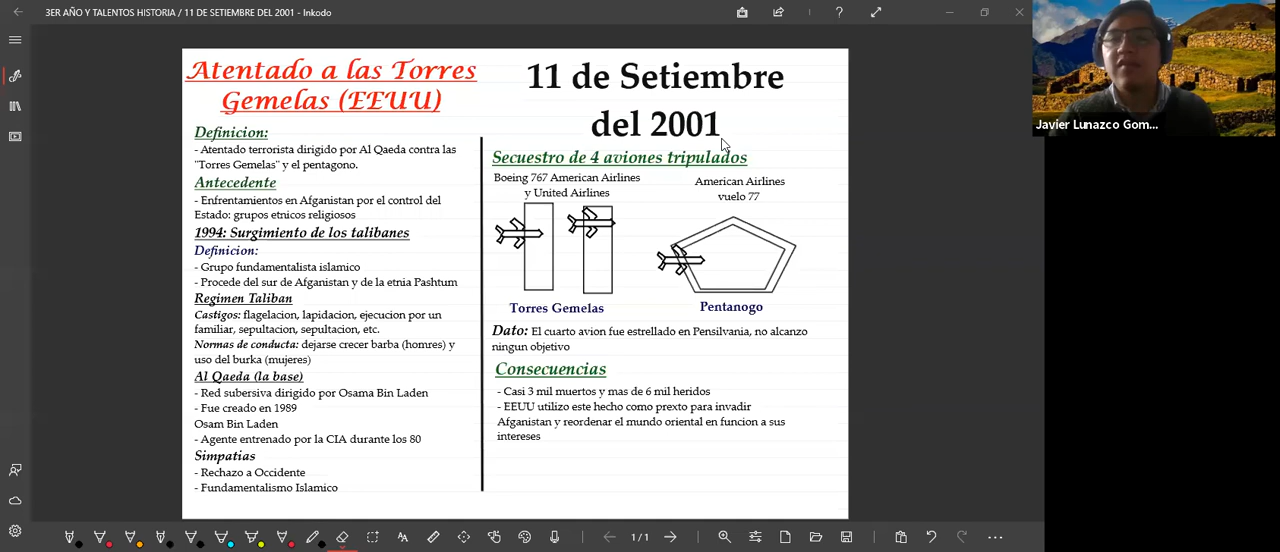 3ER AÑO Y TALENTOS HISTORIA / 11 DE SETIEMBRE DEL 2001 - Inkodo
Javier Lunazco Gom...
Atentado a las Torres
Gemelas (EEUU)
Definicion:
- Atentado terrorista dirigido por Al Qaeda contra las
"Torres Gemelas" y el pentagono.
Antecedente
- Enfrentamientos en Afganistan por el control del
Estado: grupos etnicos religiosos
1994: Surgimiento de los talibanes
Definicion:
- Grupo fundamentalista islamico
- Procede del sur de Afganistan y de la etnia Pashtum
Regimen Taliban
Castigos: flagelacion, lapidacion, ejecucion por un
familiar, sepultacion, sepultacion, etc.
Normas de conducta: dejarse crecer barba (homres) y
uso del burka (mujeres)
Al Qaeda (la base)
- Red subersiva dirigido por Osama Bin Laden
- Fue creado en 1989
Osam Bin Laden
- Agente entrenado por la CIA durante los 80
Simpatias
- Rechazo a Occidente
- Fundamentalismo Islamico
11 de Setiembre
del 2001
Secuestro de 4 aviones tripulados
Boeing 767 American Airlines
y United Airlines
American Airlines
vuelo 77
Torres Gemelas
Pentanogo
Dato: El cuarto avion fue estrellado en Pensilvania, no alcanzo
ningun objetivo
Consecuencias
- Casi 3 mil muertos y mas de 6 mil heridos
- EEUU utilizo este hecho como prexto para invadir
Afganistan y reordenar el mundo oriental en funcion a sus
intereses
1/1